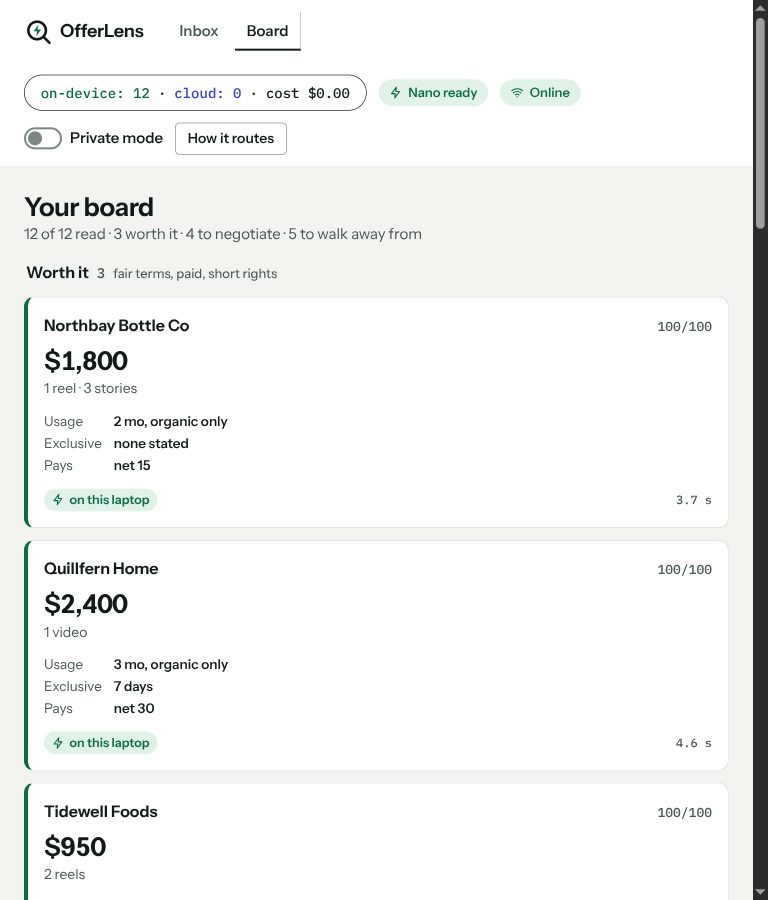 OfferLens Inbox Board
on-device: 12 · cloud: 0 · cost $0.00 Nano ready Online
Private mode How it routes
Your board
12 of 12 read · 3 worth it · 4 to negotiate · 5 to walk away from
Worth it 3 fair terms, paid, short rights
Northbay Bottle Co 100/100
$1,800
1 reel · 3 stories
Usage 2 mo, organic only
Exclusive none stated
Pays net 15
on this laptop 3.7 s
Quillfern Home 100/100
$2,400
1 video
Usage 3 mo, organic only
Exclusive 7 days
Pays net 30
on this laptop 4.6 s
Tidewell Foods 100/100
$950
2 reels